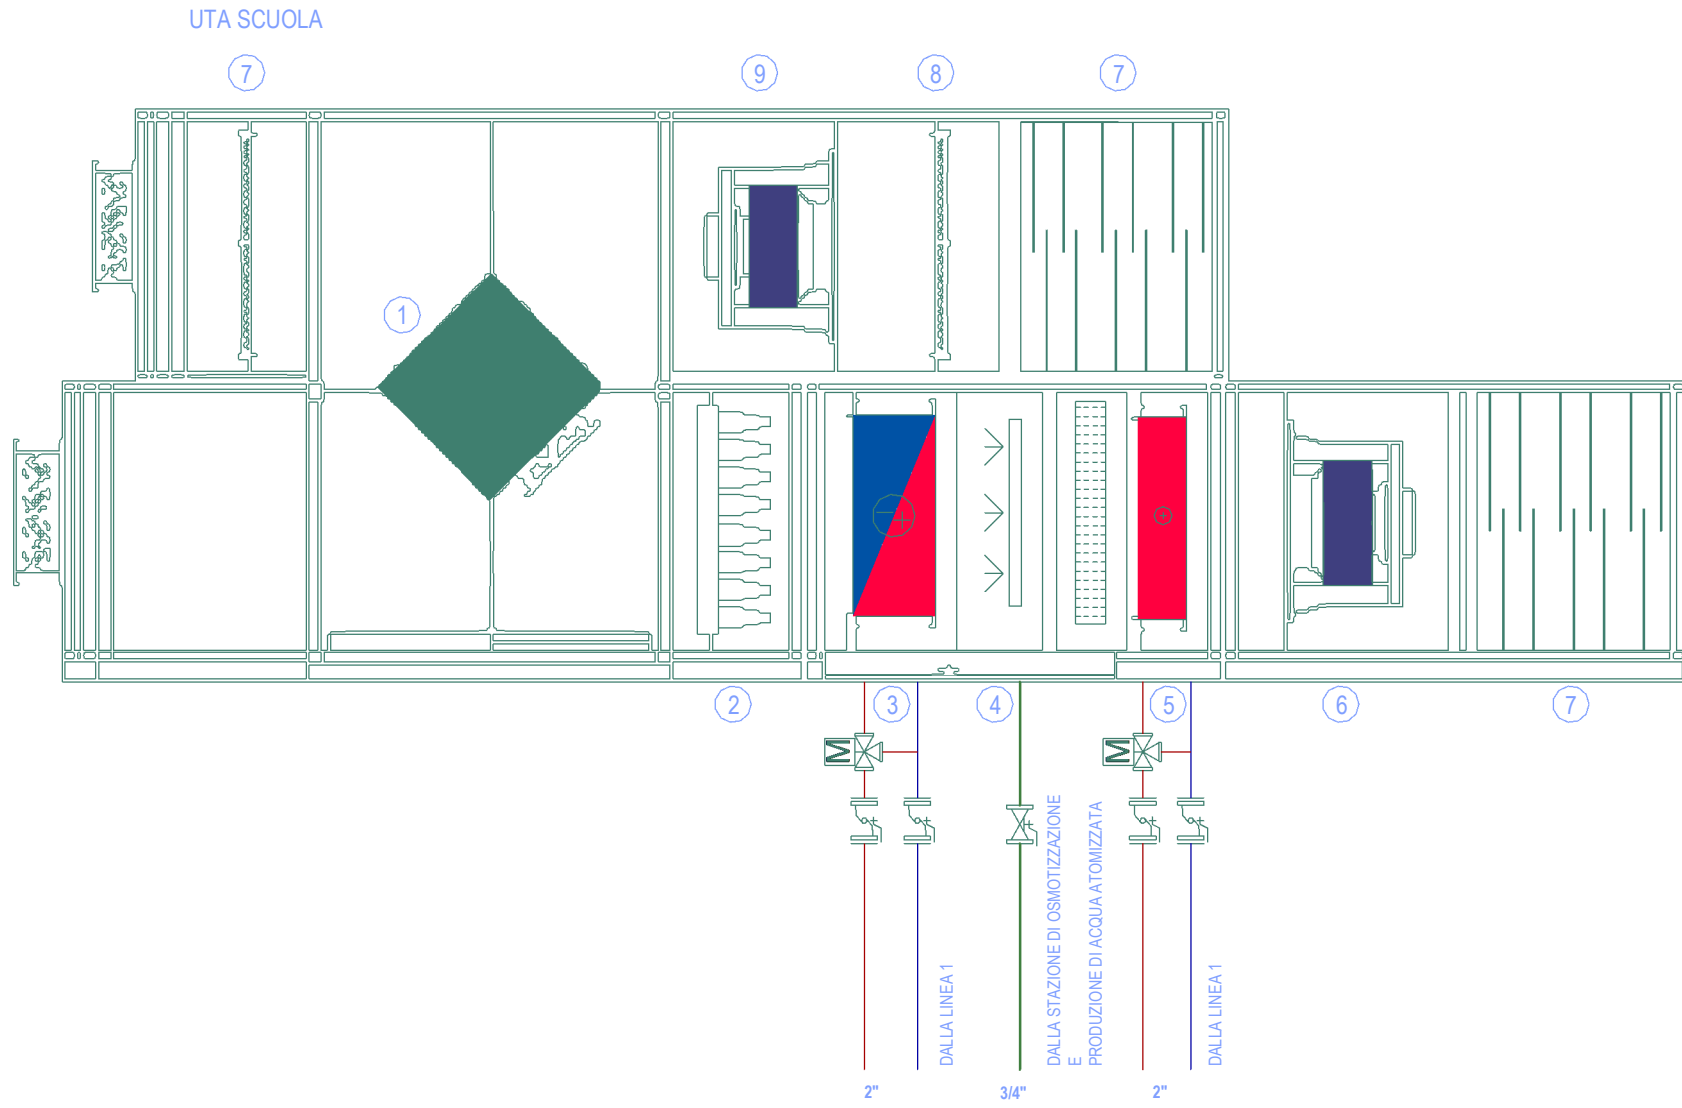 UTA SCUOLA
7
9
8
7
1
2
3
4
5
6
7
M
M
DALLA LINEA 1
DALLA STAZIONE DI OSMOTIZZAZIONE
E
PRODUZIONE DI ACQUA ATOMIZZATA
DALLA LINEA 1
2"
3/4"
2"